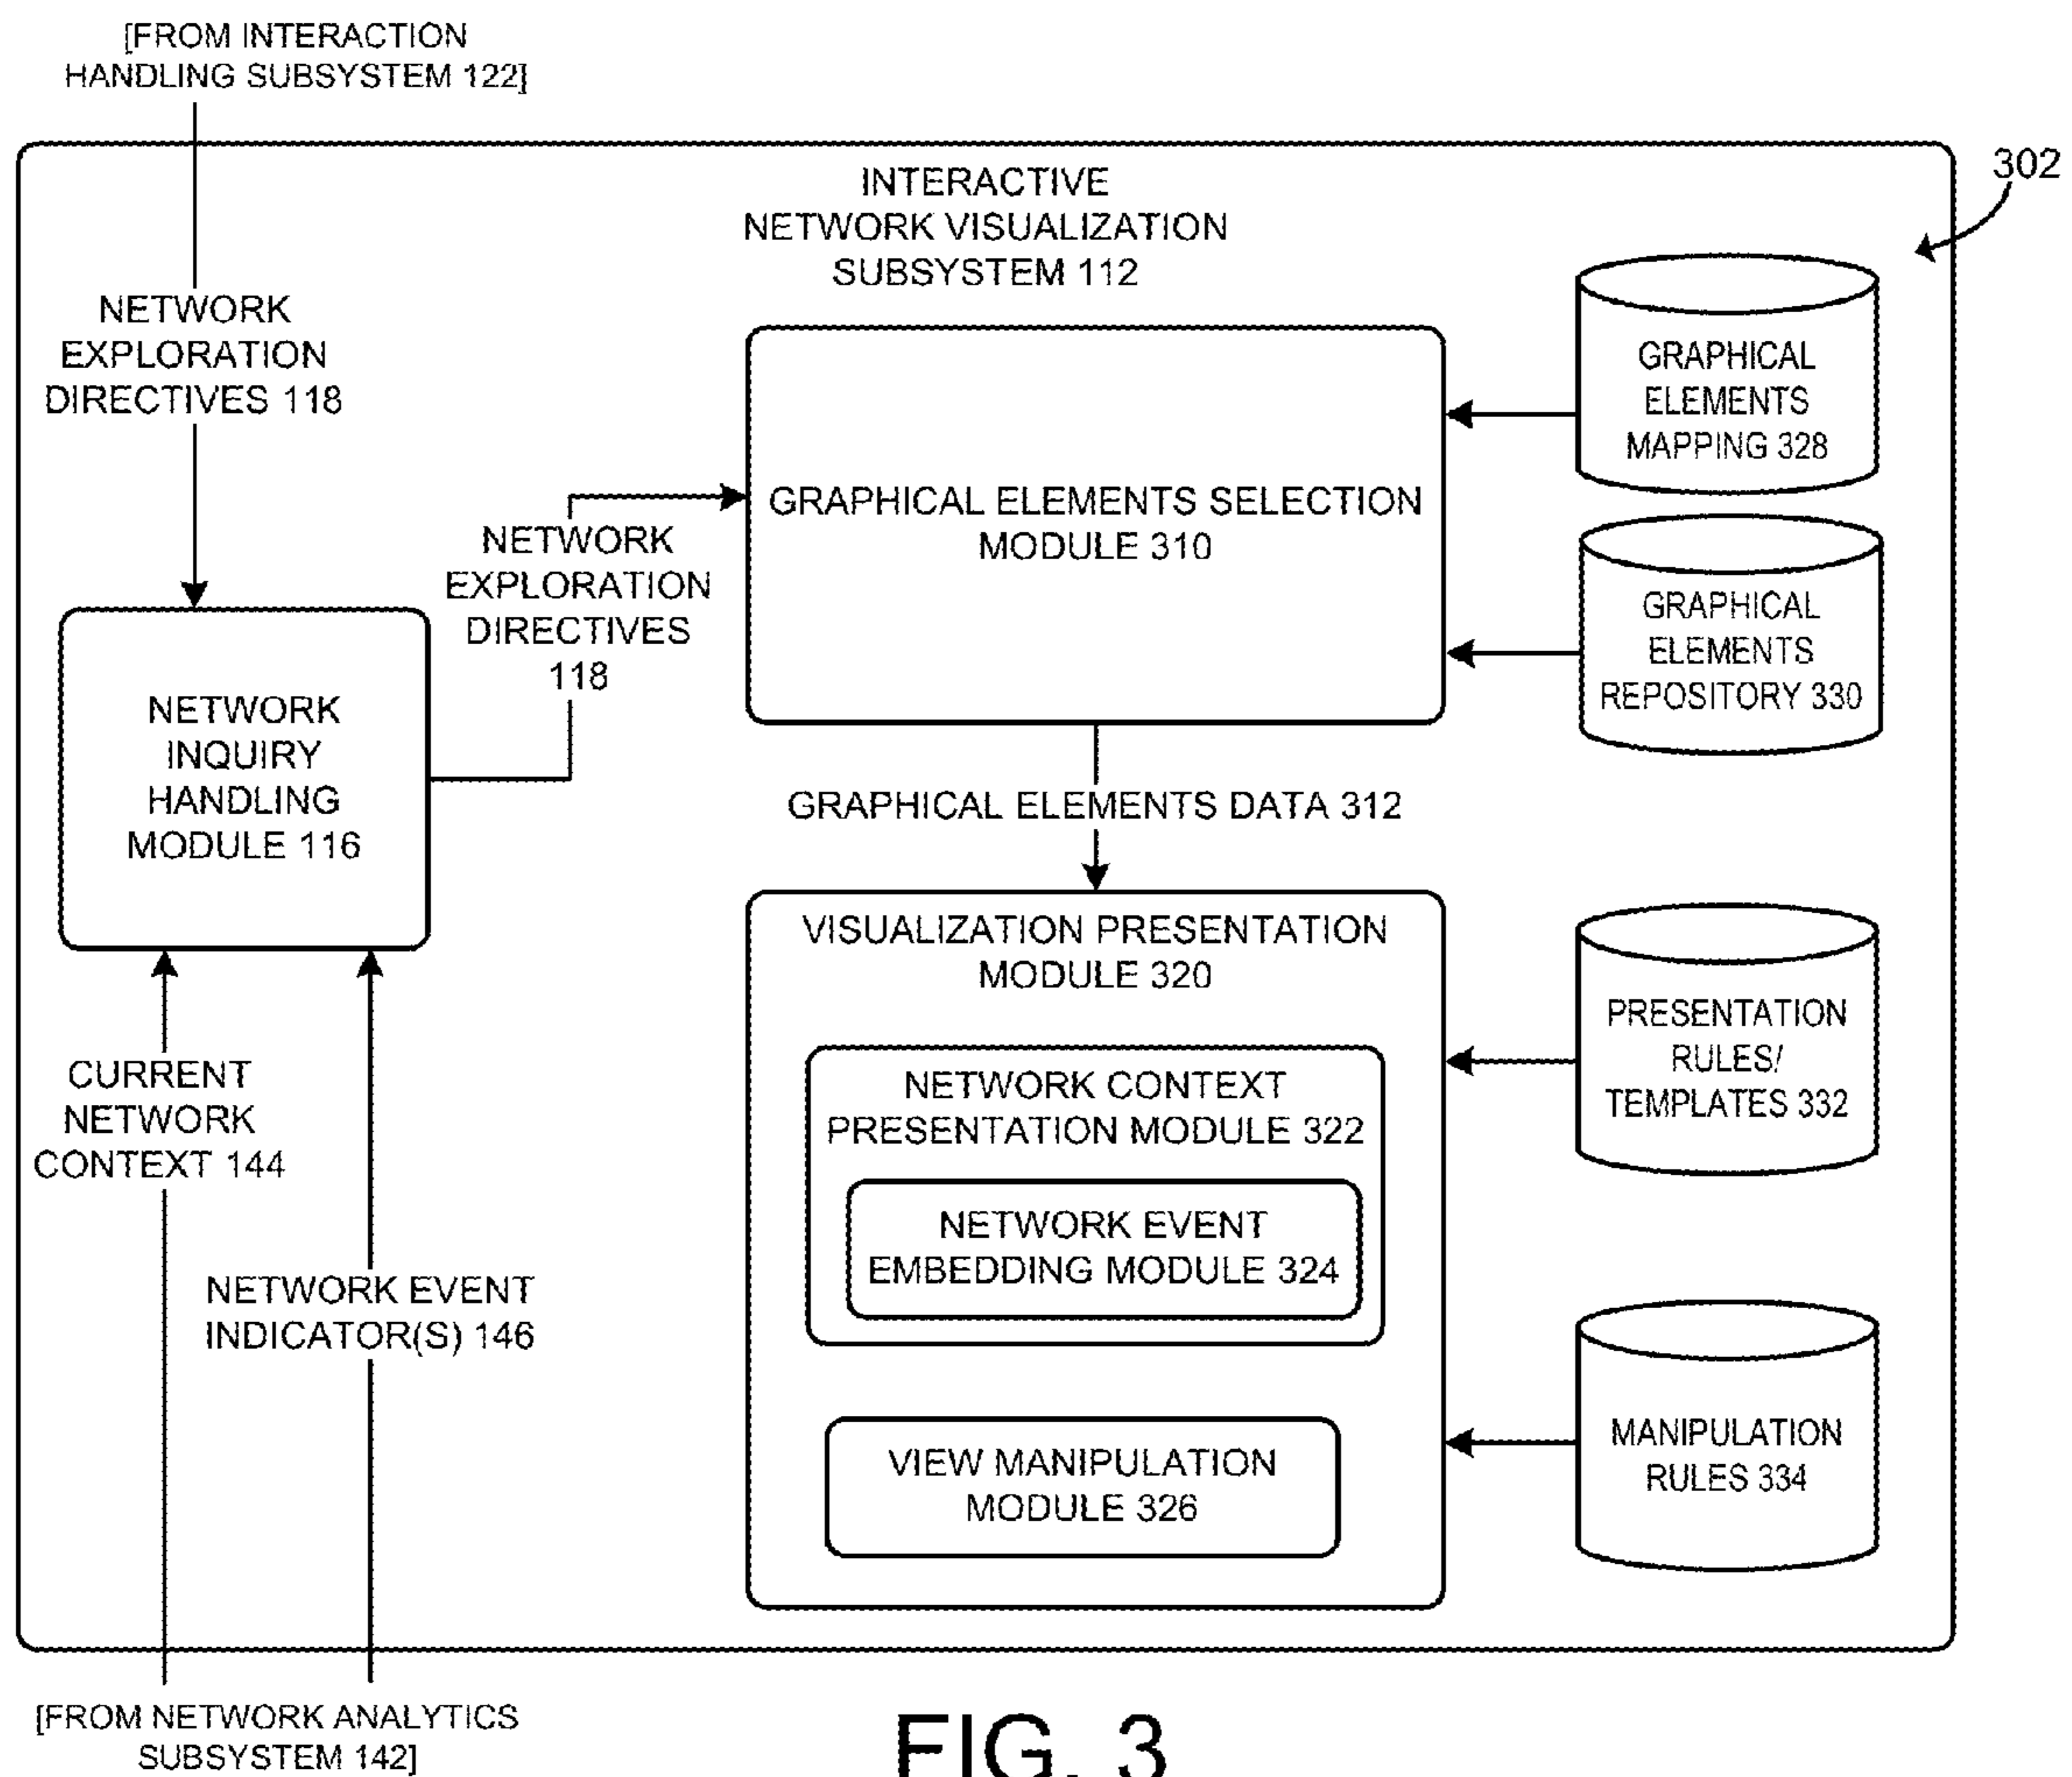 [FROM INTERACTION
HANDLING SUBSYSTEM 122]
302
INTERACTIVE
NETWORK VISUALIZATION
SUBSYSTEM 112
NETWORK
EXPLORATION
DIRECTIVES 118
GRAPHICAL
ELEMENTS
MAPPING 328
GRAPHICAL ELEMENTS SELECTION
MODULE 310
NETWORK
EXPLORATION
DIRECTIVES
118
GRAPHICAL
ELEMENTS
REPOSITORY 330
NETWORK
INQUIRY
HANDLING
MODULE 116
GRAPHICAL ELEMENTS DATA 312
VISUALIZATION PRESENTATION
MODULE 320
PRESENTATION
RULES/
TEMPLATES 332
NETWORK CONTEXT
PRESENTATION MODULE 322
CURRENT
NETWORK
CONTEXT 144
NETWORK EVENT
EMBEDDING MODULE 324
NETWORK EVENT
INDICATOR(S) 146
VIEW MANIPULATION
MODULE 326
MANIPULATION
RULES 334
[FROM NETWORK ANALYTICS
SUBSYSTEM 142]
FIG. 3